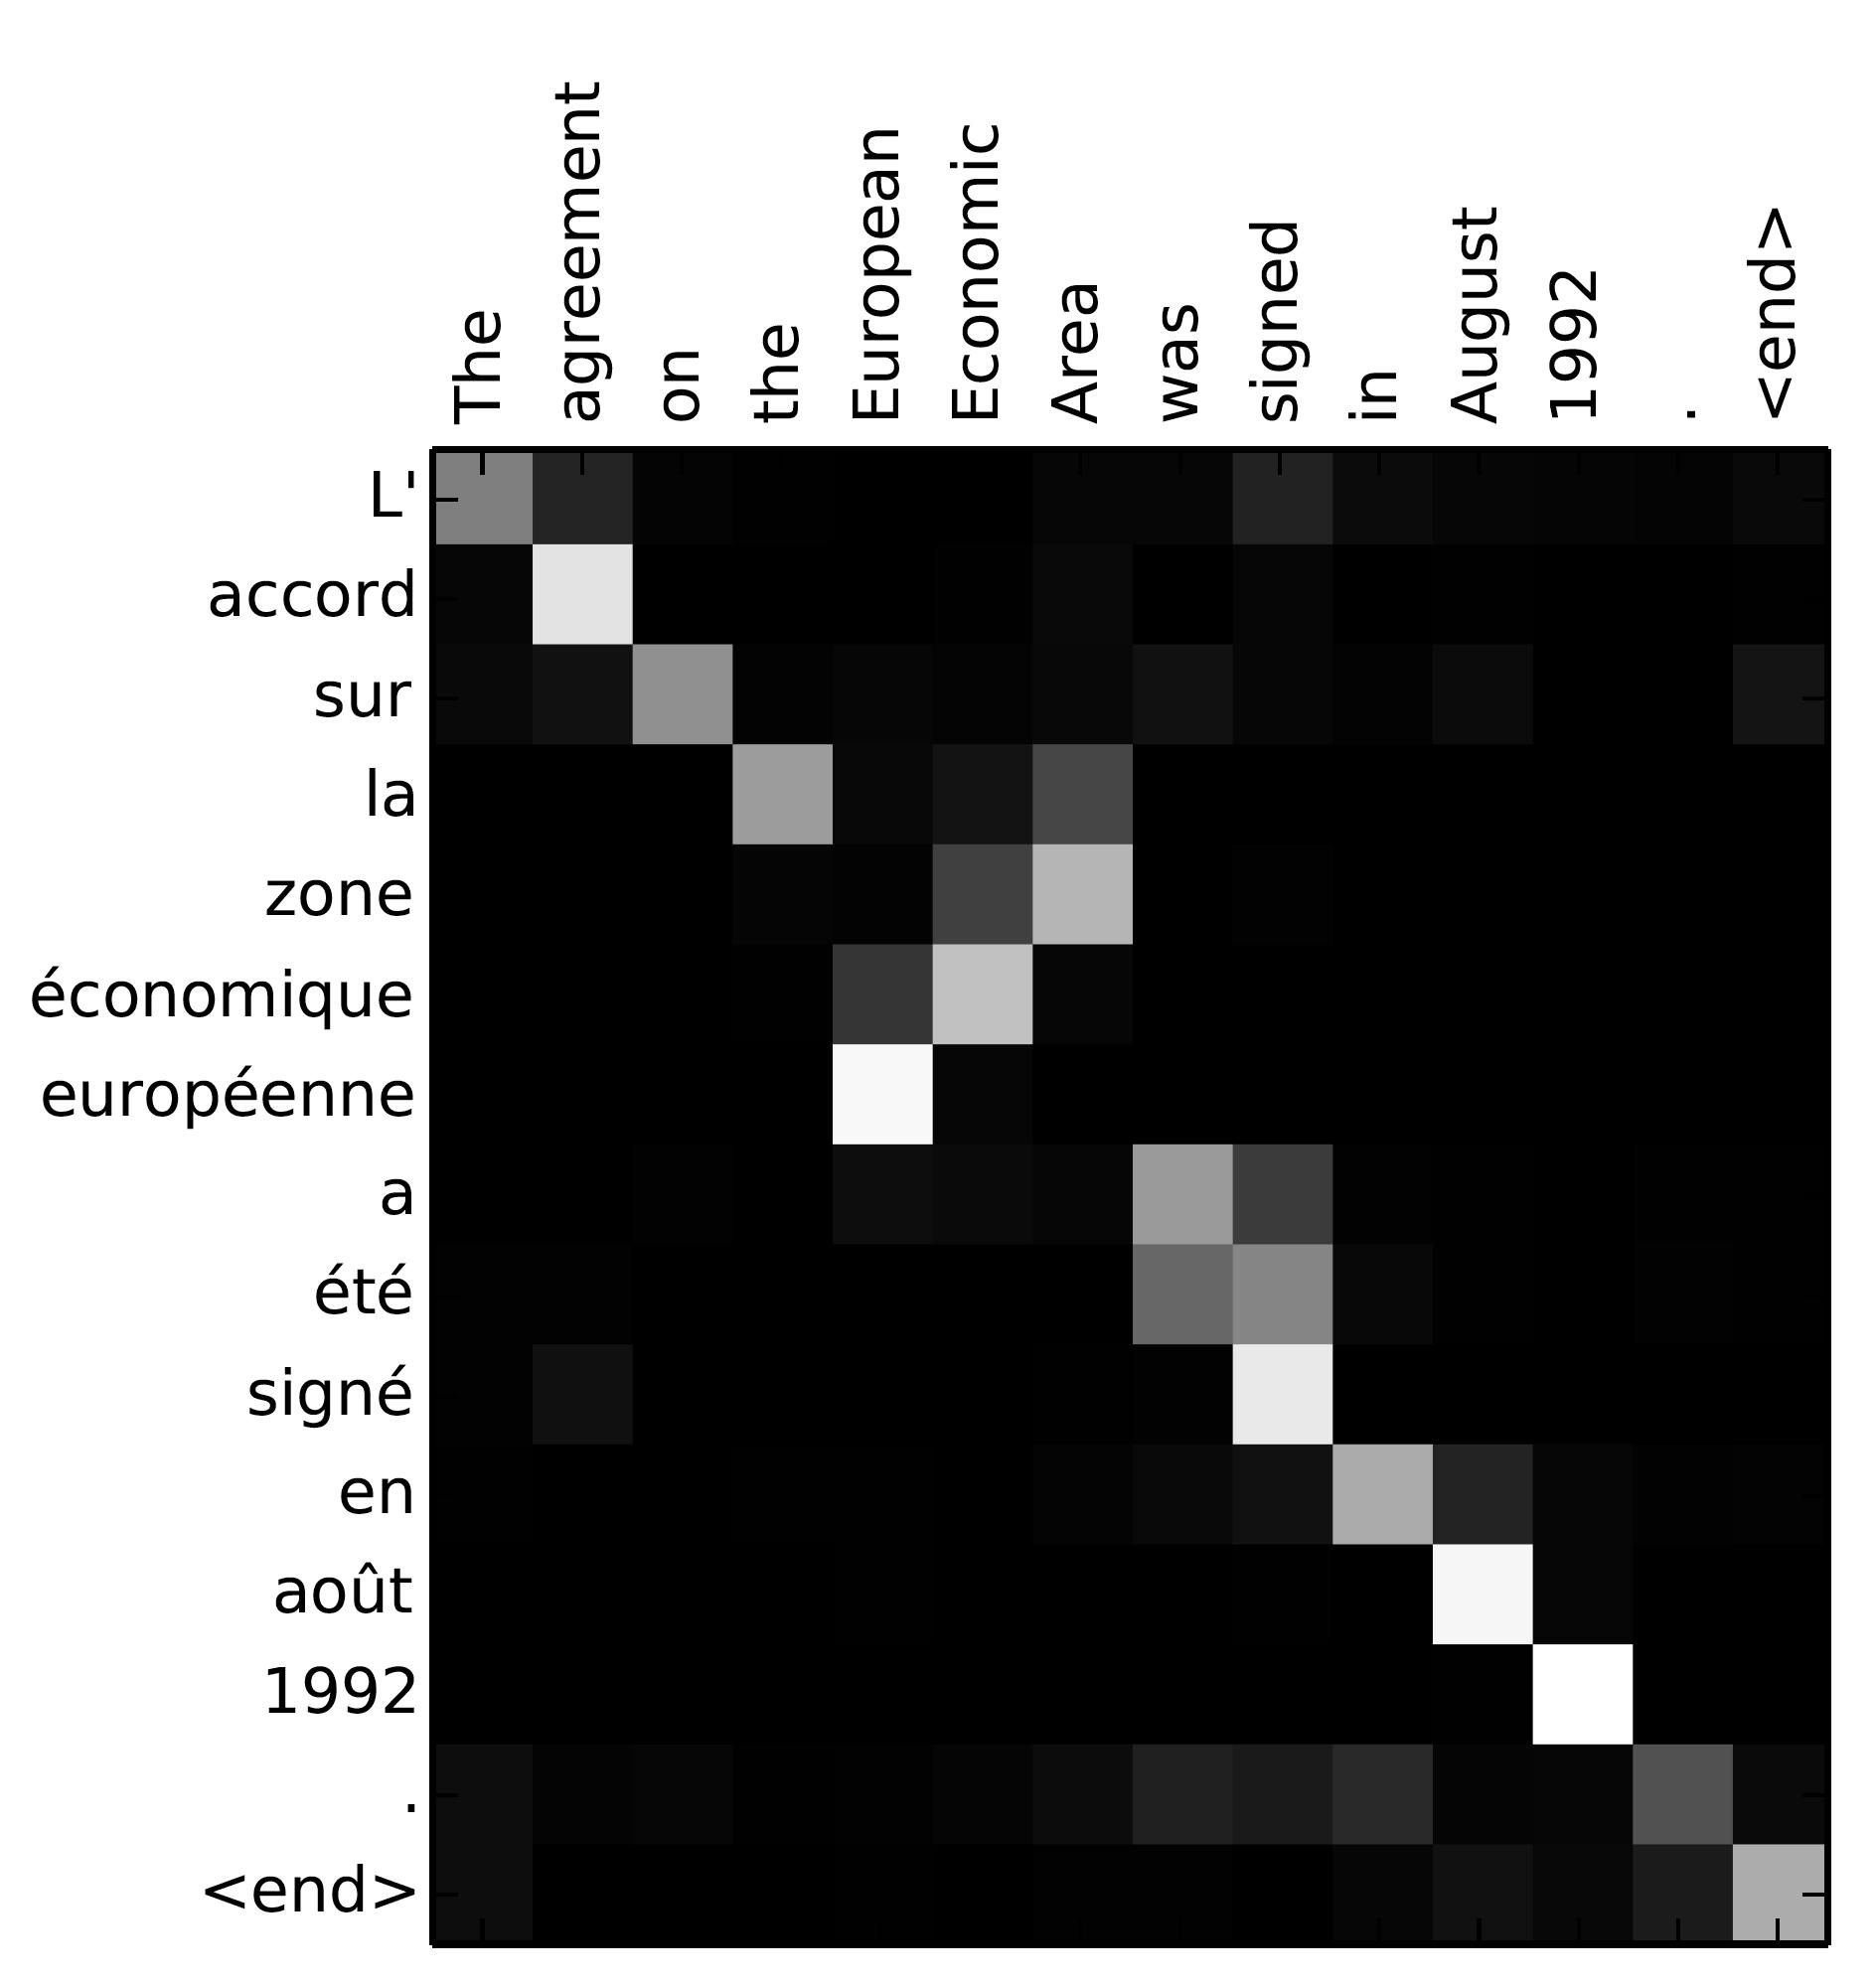 The agreement on the European Economic Area was signed in August 1992 . <end>
L'
accord
sur
la
zone
économique
européenne
a
été
signé
en
août
1992
.
<end>